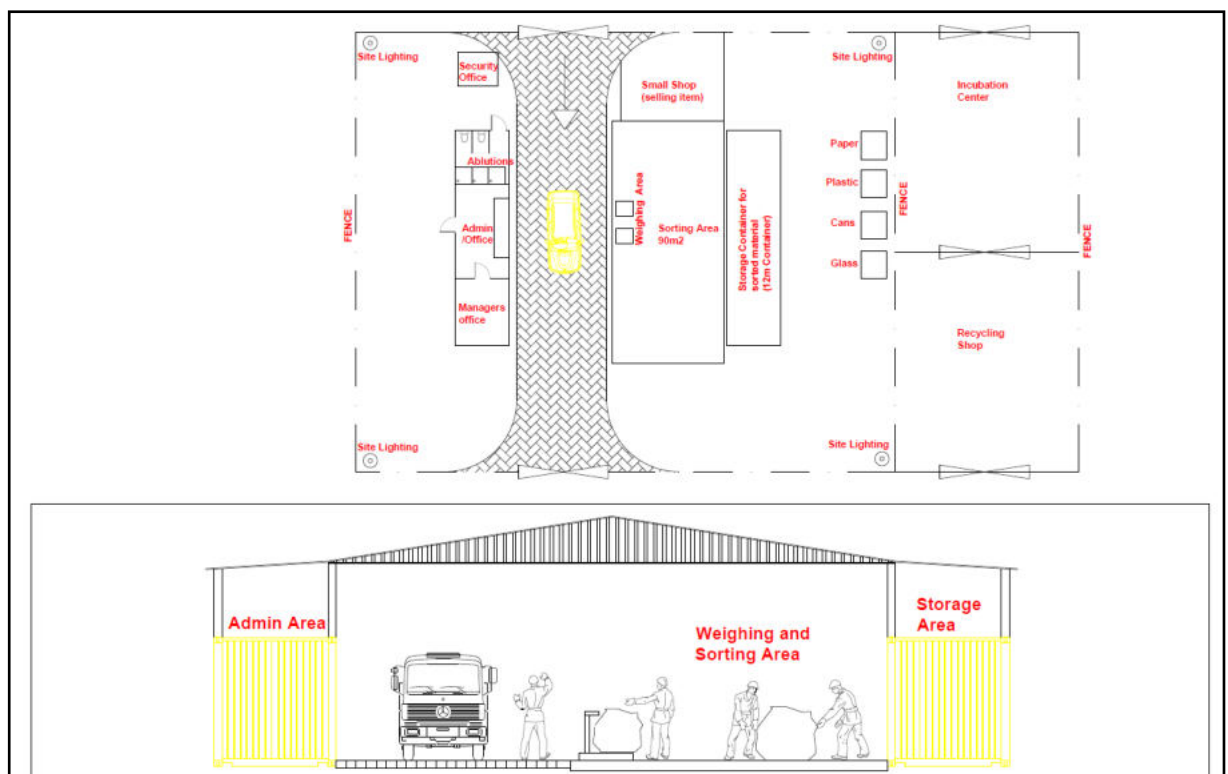 Site Lighting
Security
Office
Small Shop
(selling item)
Site Lighting
Incubation
Center
Ablutions
Paper
Plastic
Cans
Glass
FENCE
Admin
/Office
Weighing Area
Sorting Area
90m2
Storage Container for
sorted material
(12m Container)
FENCE
FENCE
Managers
office
Recycling
Shop
Site Lighting
Site Lighting
Admin Area
Weighing and
Sorting Area
Storage
Area